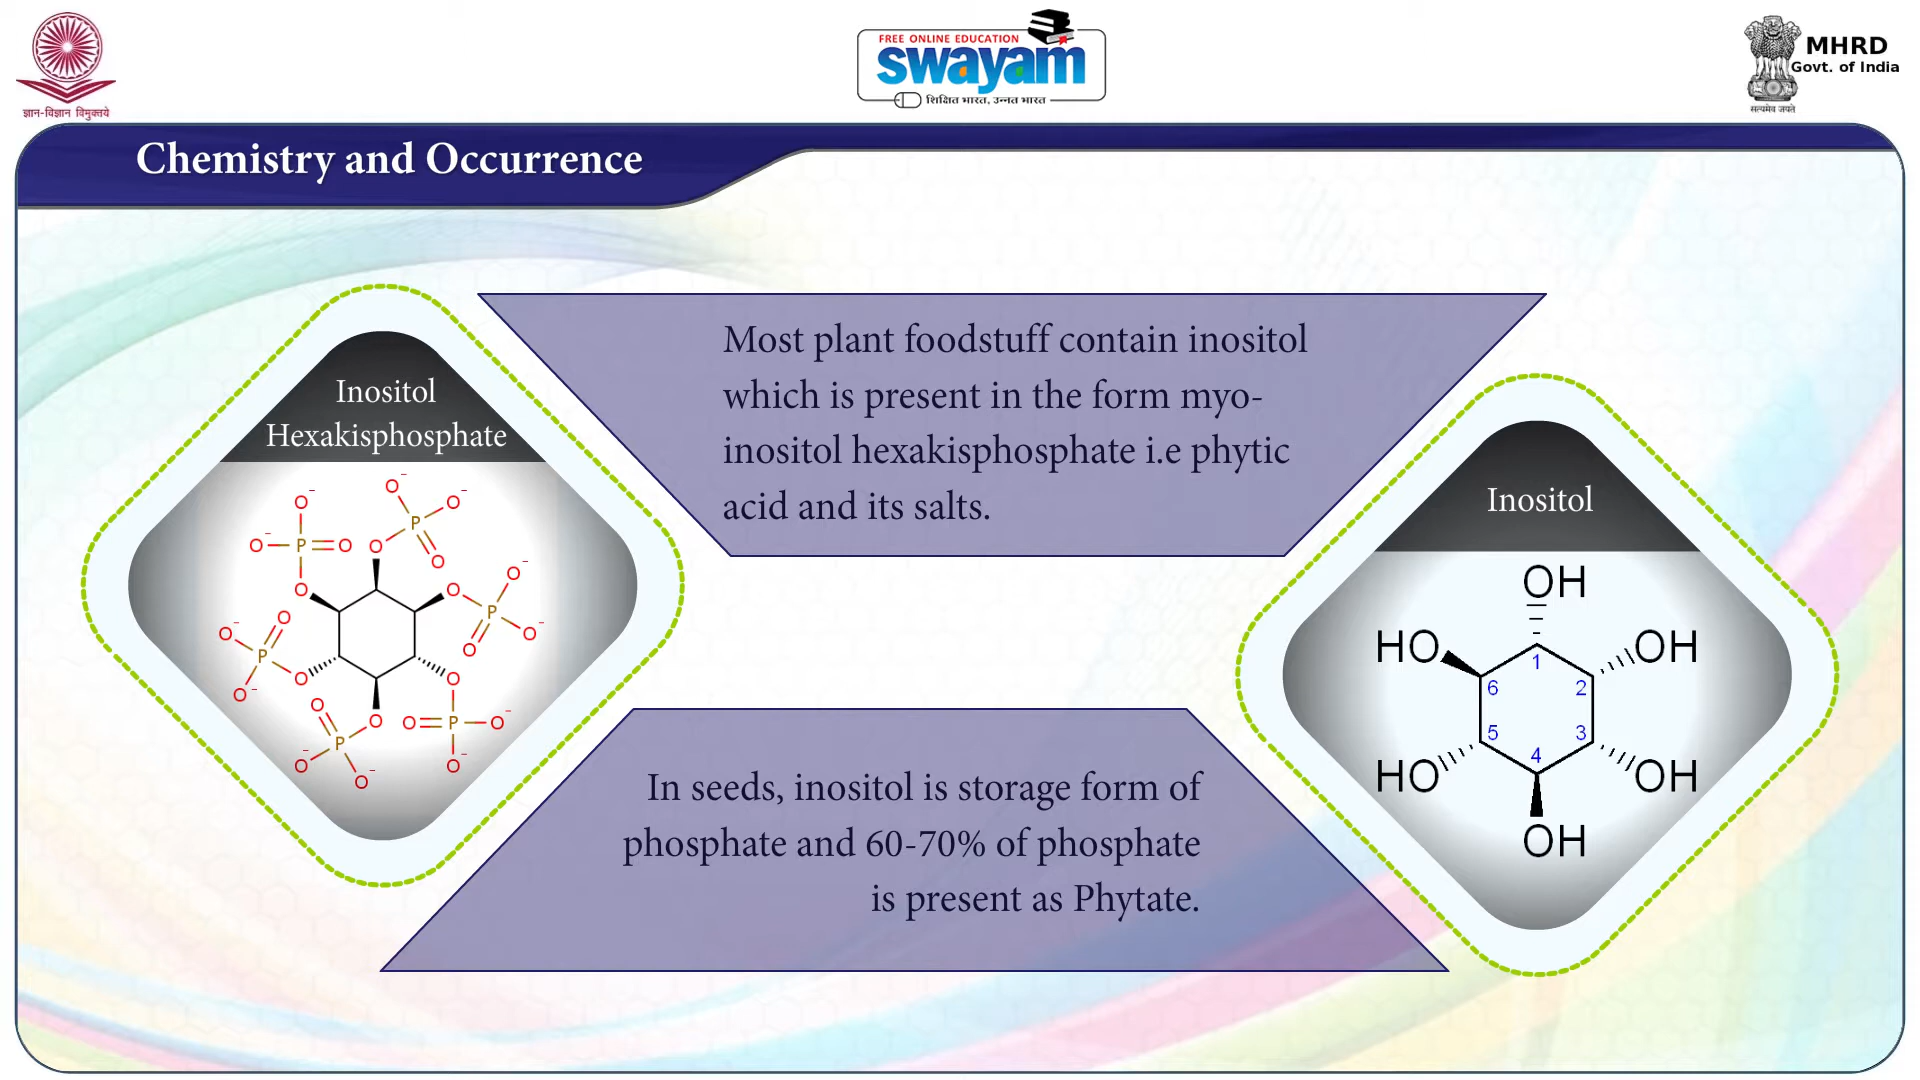 ज्ञान-विज्ञान विमुक्तये
FREE ONLINE EDUCATION
swayam
शिक्षित भारत, उन्नत भारत
सत्यमेव जयते
MHRD
Govt. of India
Chemistry and Occurrence
Inositol
Hexakisphosphate
O⁻
O⁻
P
O
O⁻
P
O
O
O⁻
O
O
O⁻
O
P
O⁻
O
O⁻
O
P
O⁻
O
O
O⁻
P
O
O⁻
O
O
P
O⁻
O⁻
O⁻
O⁻
P
O⁻
Most plant foodstuff contain inositol
which is present in the form myo-
inositol hexakisphosphate i.e phytic
acid and its salts.
In seeds, inositol is storage form of
phosphate and 60-70% of phosphate
is present as Phytate.
Inositol
OH
HO
OH
1
6
2
5
3
4
HO
OH
OH